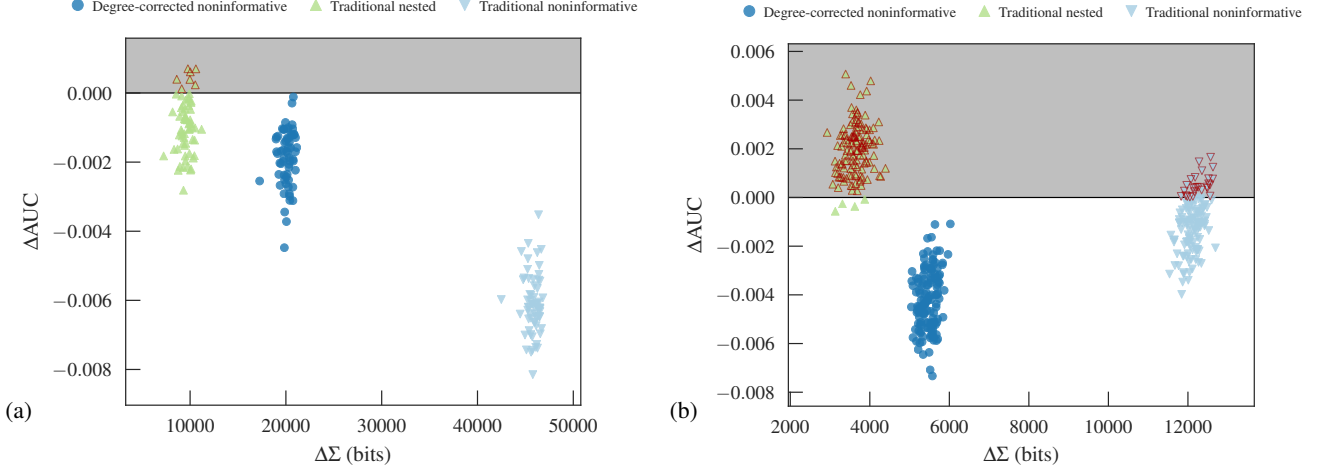 Degree-corrected noninformative Traditional nested Traditional noninformative
0.000
−0.002
−0.004
−0.006
−0.008
ΔAUC
10000 20000 30000 40000 50000
ΔΣ (bits)
(a)
Degree-corrected noninformative Traditional nested Traditional noninformative
0.006
0.004
0.002
0.000
−0.002
−0.004
−0.006
−0.008
ΔAUC
2000 4000 6000 8000 10000 12000
ΔΣ (bits)
(b)